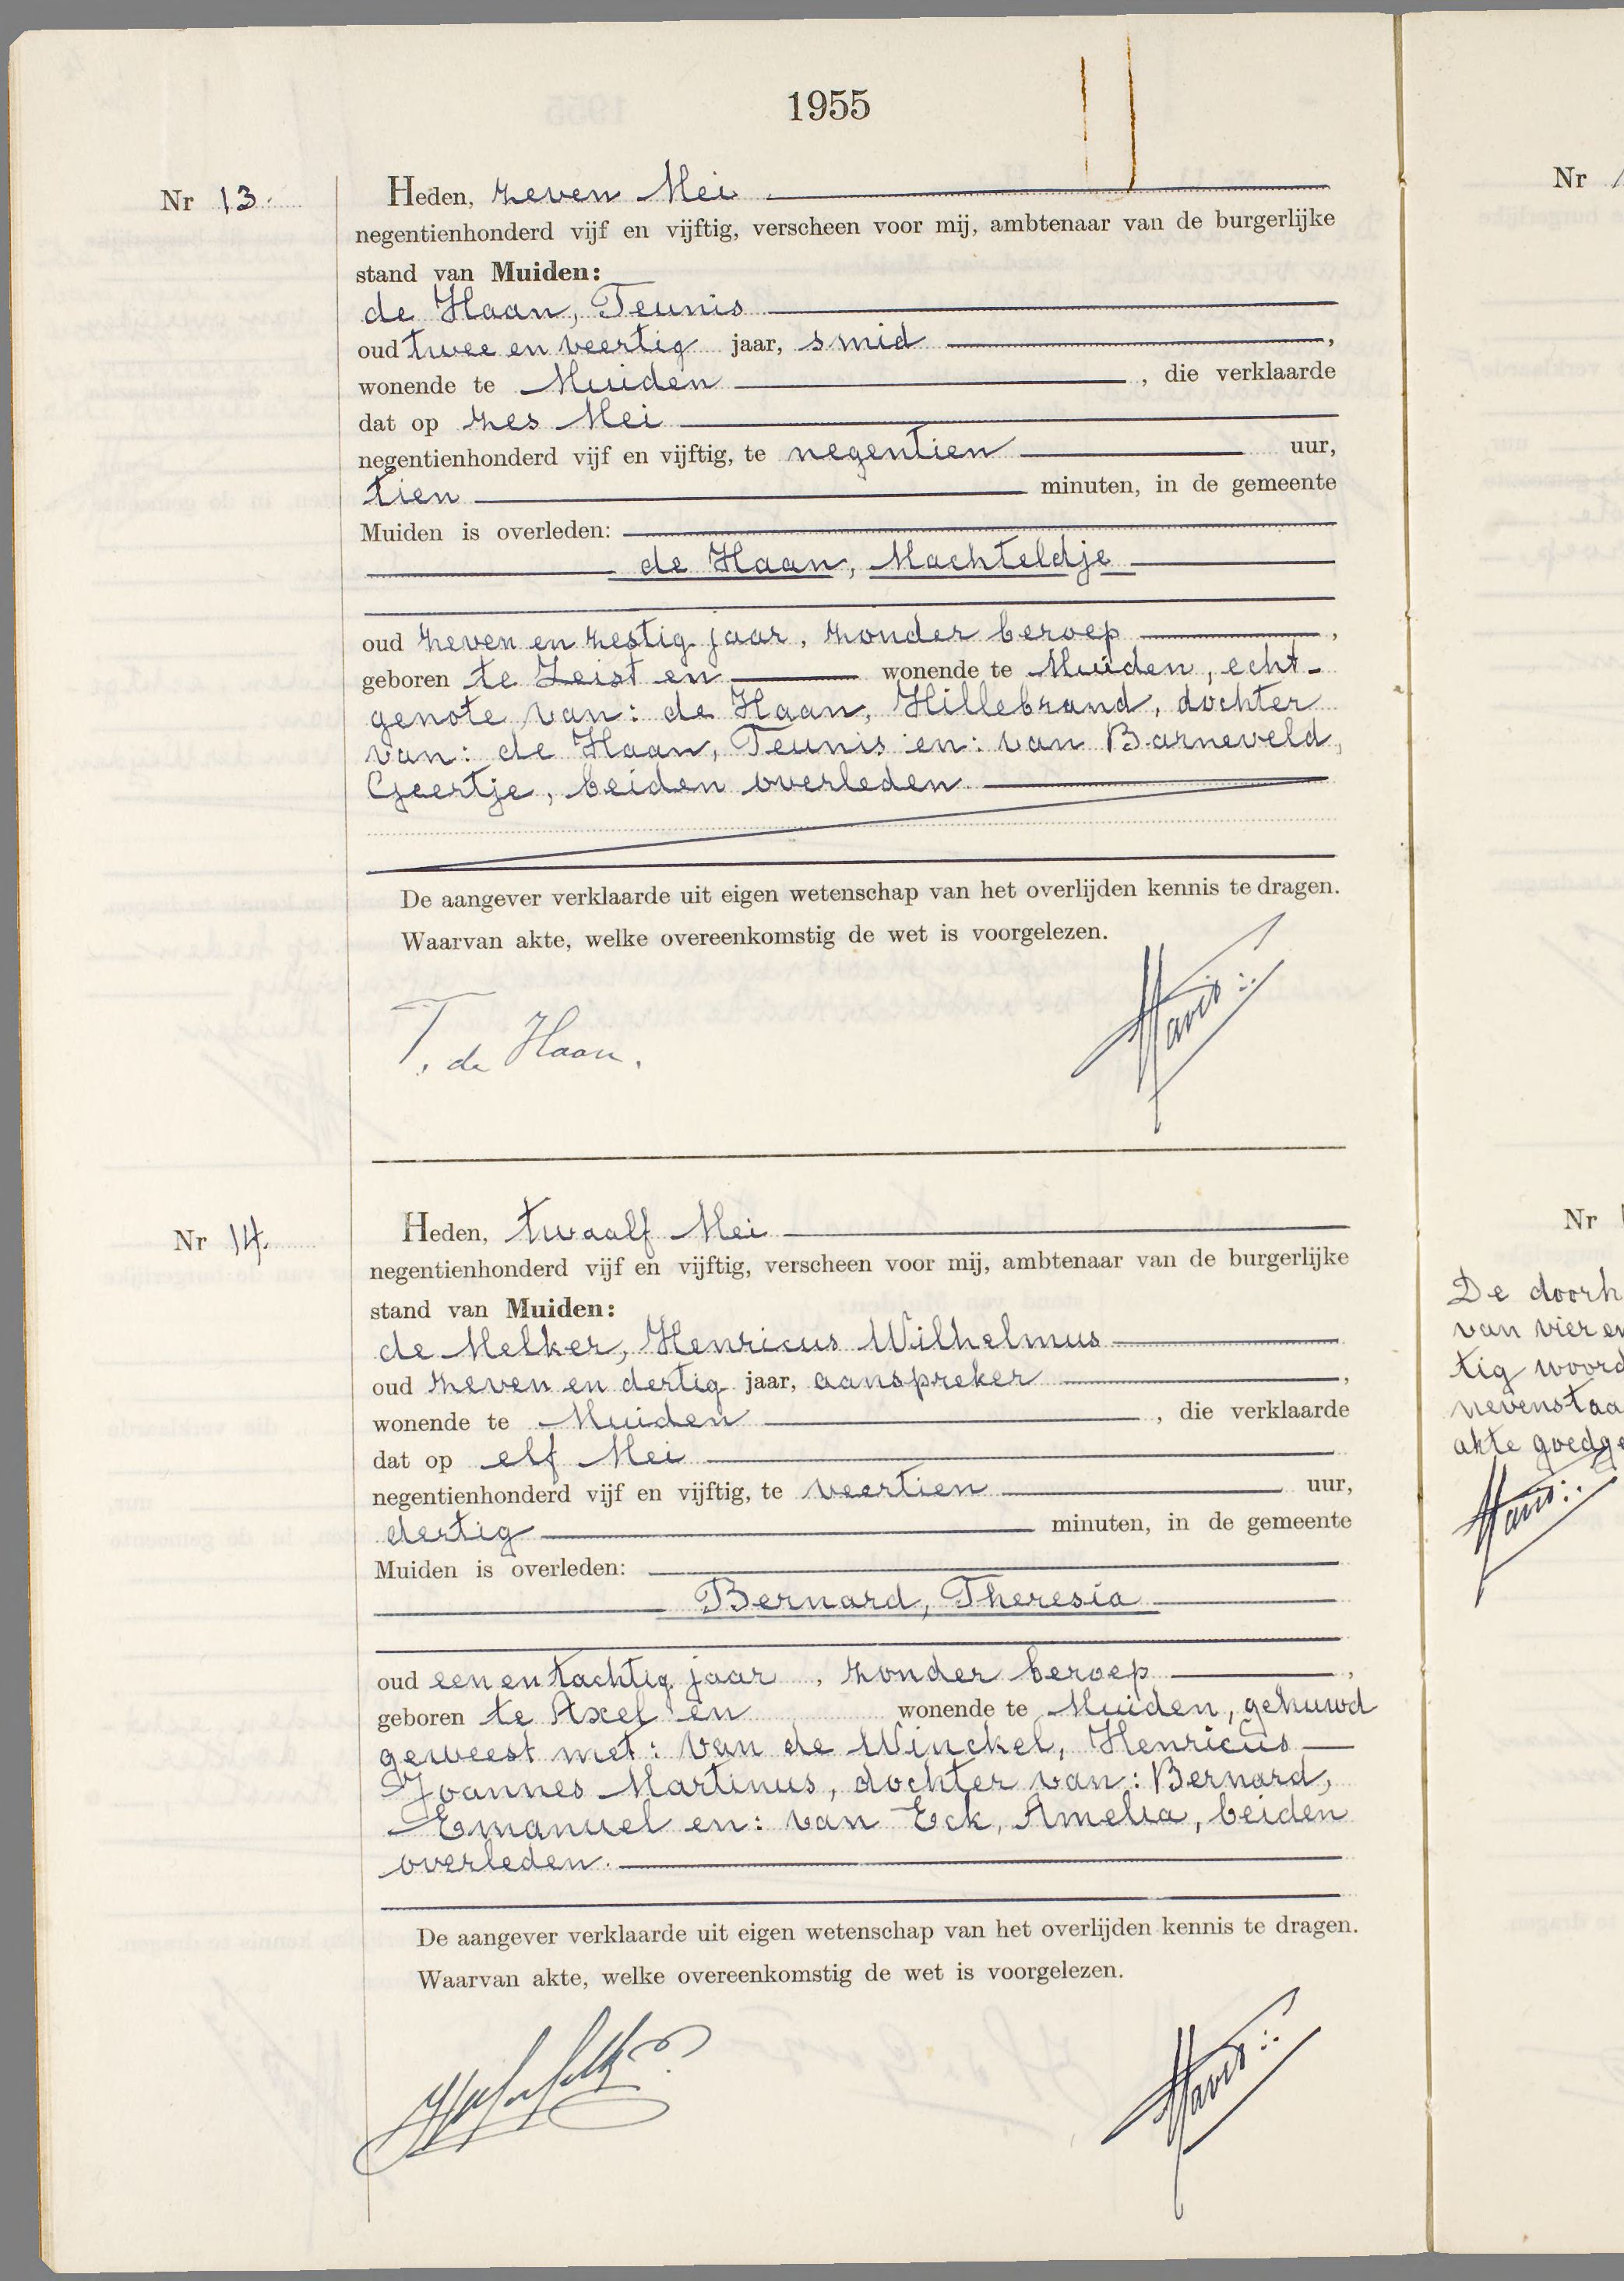 1955
Nr 13.
Heden, zeven Mei
negentienhonderd vijf en vijftig, verscheen voor mij, ambtenaar van de burgerlijke
stand van Muiden:
de Haan, Teunis
oud twee en veertig jaar, smid ,
wonende te Muiden , die verklaarde
dat op zes Mei
negentienhonderd vijf en vijftig, te negentien uur,
tien minuten, in de gemeente
Muiden is overleden:
de Haan, Machteldje
oud zeven en zestig jaar, zonder beroep ,
geboren te Zeist en wonende te Muiden, echt-
genote van: de Haan, Hillebrand, dochter
van: de Haan, Teunis en: van Barneveld,
Geertje, beiden overleden
De aangever verklaarde uit eigen wetenschap van het overlijden kennis te dragen.
Waarvan akte, welke overeenkomstig de wet is voorgelezen.
T. de Haan.
Nr 14.
Heden, twaalf Mei
negentienhonderd vijf en vijftig, verscheen voor mij, ambtenaar van de burgerlijke
stand van Muiden:
de Melker, Henricus Wilhelmus
oud zeven en dertig jaar, aanspreker ,
wonende te Muiden , die verklaarde
dat op elf Mei
negentienhonderd vijf en vijftig, te veertien uur,
dertig minuten, in de gemeente
Muiden is overleden:
Bernard, Theresia
oud een en tachtig jaar , zonder beroep ,
geboren te Axel en wonende te Muiden, gehuwd
geweest met: van de Winckel, Henricus
Joannes Martinus, dochter van: Bernard,
Emanuel en: van Eck, Amelia, beiden
overleden.
De aangever verklaarde uit eigen wetenschap van het overlijden kennis te dragen.
Waarvan akte, welke overeenkomstig de wet is voorgelezen.
Nr
Nr
De doorh
van vier en
tig woord
nevenstaa
akte goedge